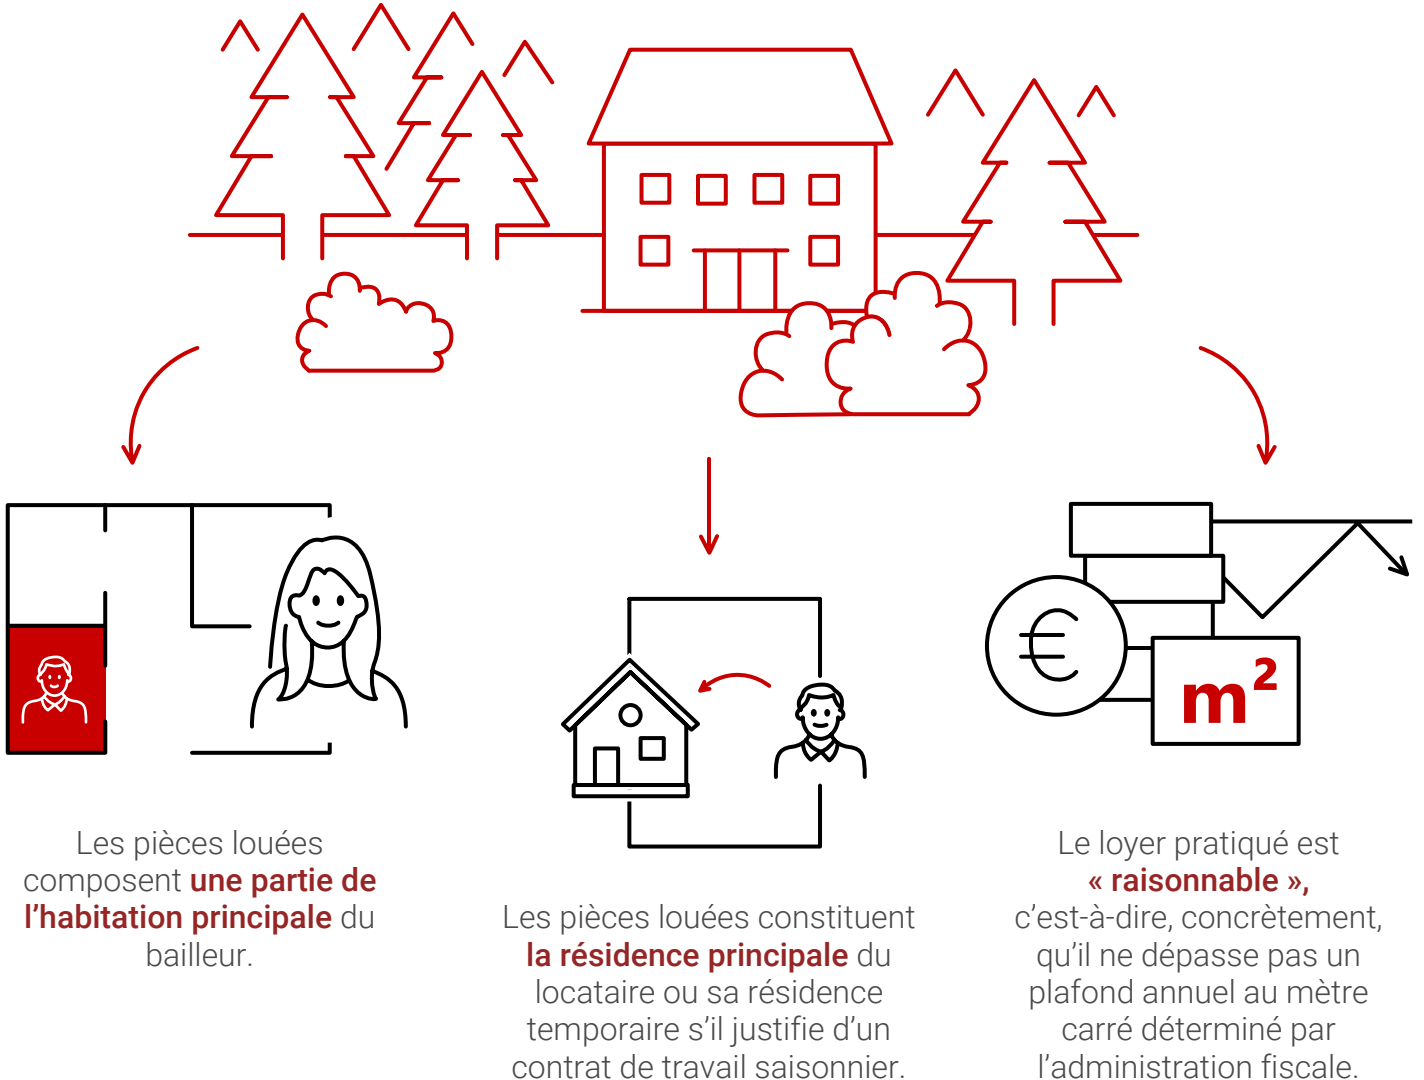 €
m²
Les pièces louées
composent une partie de
l’habitation principale du
bailleur.
Les pièces louées constituent
la résidence principale du
locataire ou sa résidence
temporaire s’il justifie d’un
contrat de travail saisonnier.
Le loyer pratiqué est
« raisonnable »,
c’est-à-dire, concrètement,
qu’il ne dépasse pas un
plafond annuel au mètre
carré déterminé par
l’administration fiscale.